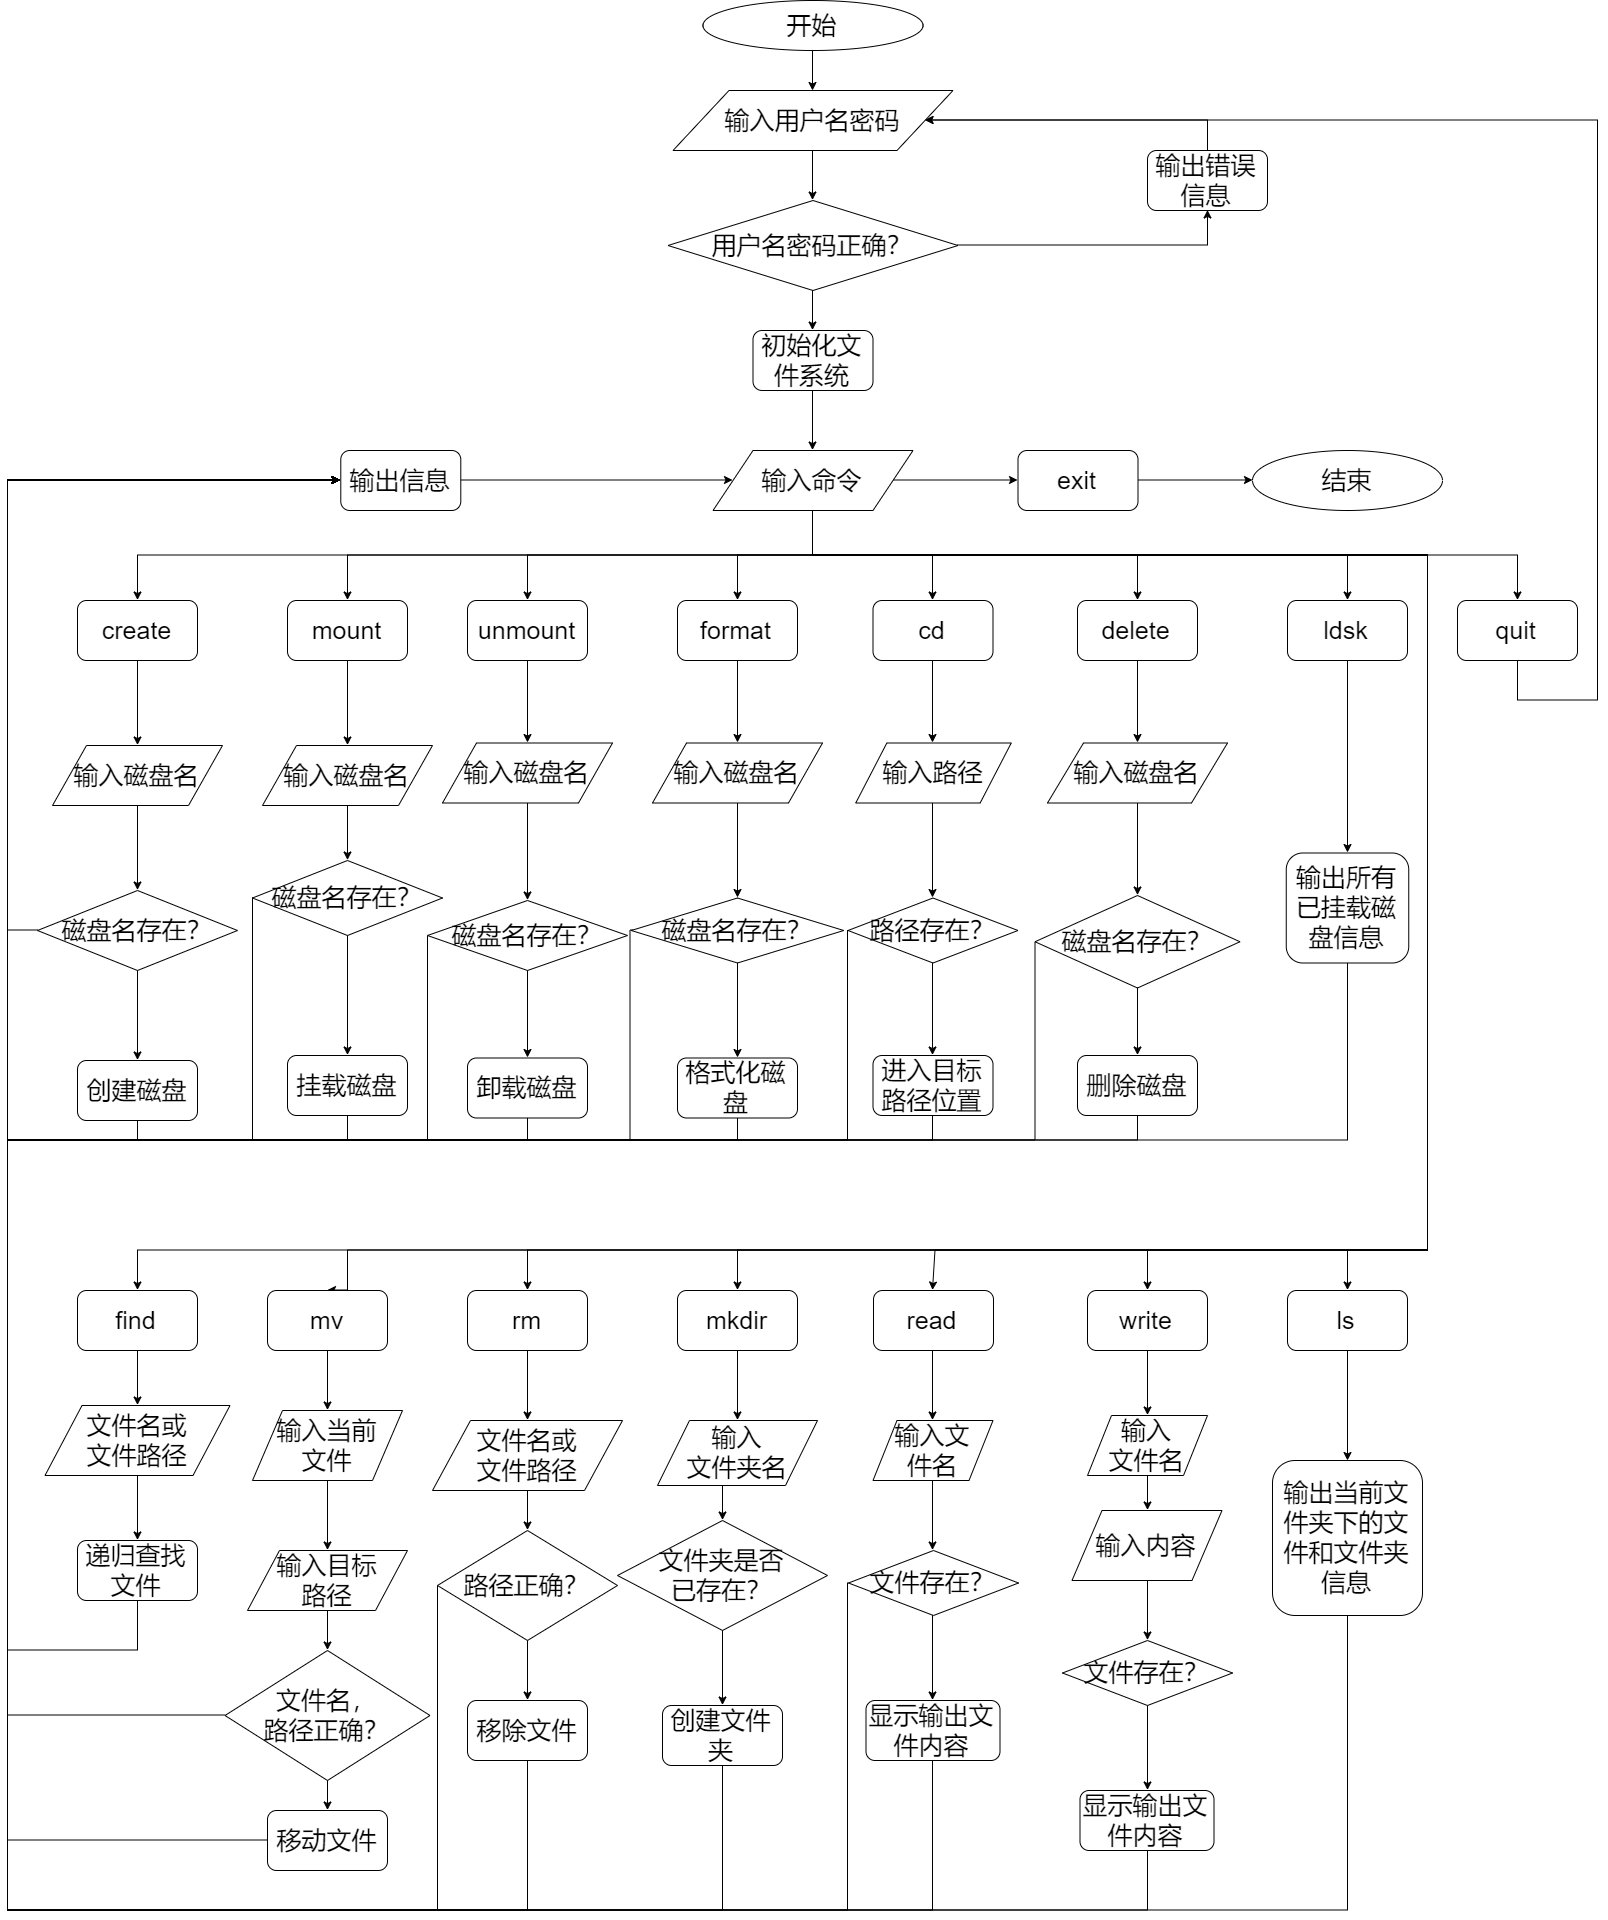 开始
输入用户名密码
输出错误
信息
用户名密码正确？
初始化文
件系统
输出信息
输入命令
exit
结束
create
mount
unmount
format
cd
delete
ldsk
quit
输入磁盘名
输入磁盘名
输入磁盘名
输入磁盘名
输入路径
输入磁盘名
磁盘名存在？
磁盘名存在？
磁盘名存在？
磁盘名存在？
路径存在？
磁盘名存在？
输出所有
已挂载磁
盘信息
创建磁盘
挂载磁盘
卸载磁盘
格式化磁
盘
进入目标
路径位置
删除磁盘
find
mv
rm
mkdir
read
write
ls
文件名或
文件路径
输入当前
文件
文件名或
文件路径
输入
文件夹名
输入文
件名
输入
文件名
输出当前文
件夹下的文
件和文件夹
信息
递归查找
文件
输入目标
路径
路径正确？
文件夹是否
已存在？
文件存在？
输入内容
文件名，
路径正确？
移除文件
创建文件
夹
显示输出文
件内容
文件存在？
移动文件
显示输出文
件内容